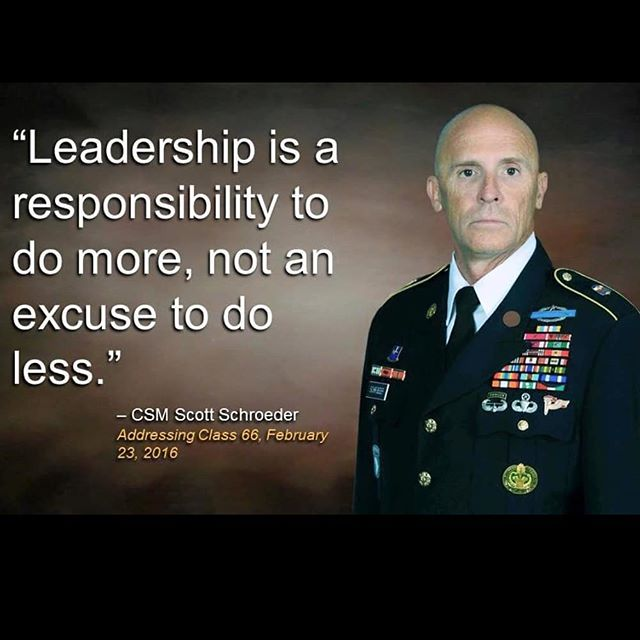 “Leadership is a
responsibility to
do more, not an
excuse to do
less.”
– CSM Scott Schroeder
Addressing Class 66, February
23, 2016